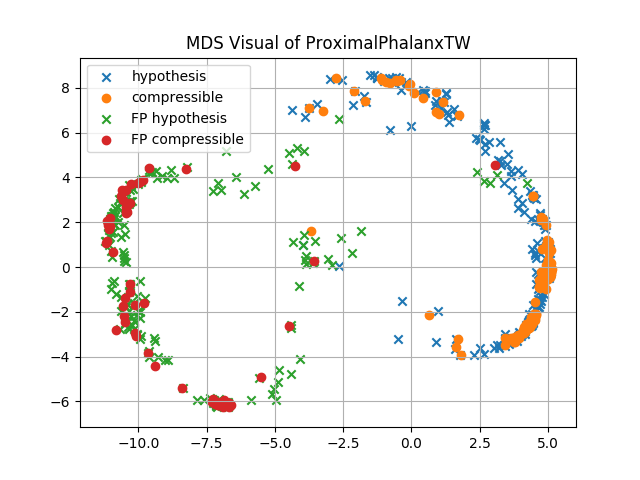 MDS Visual of ProximalPhalanxTW
hypothesis
compressible
FP hypothesis
FP compressible
8
6
4
2
0
−2
−4
−6
−10.0 −7.5 −5.0 −2.5 0.0 2.5 5.0